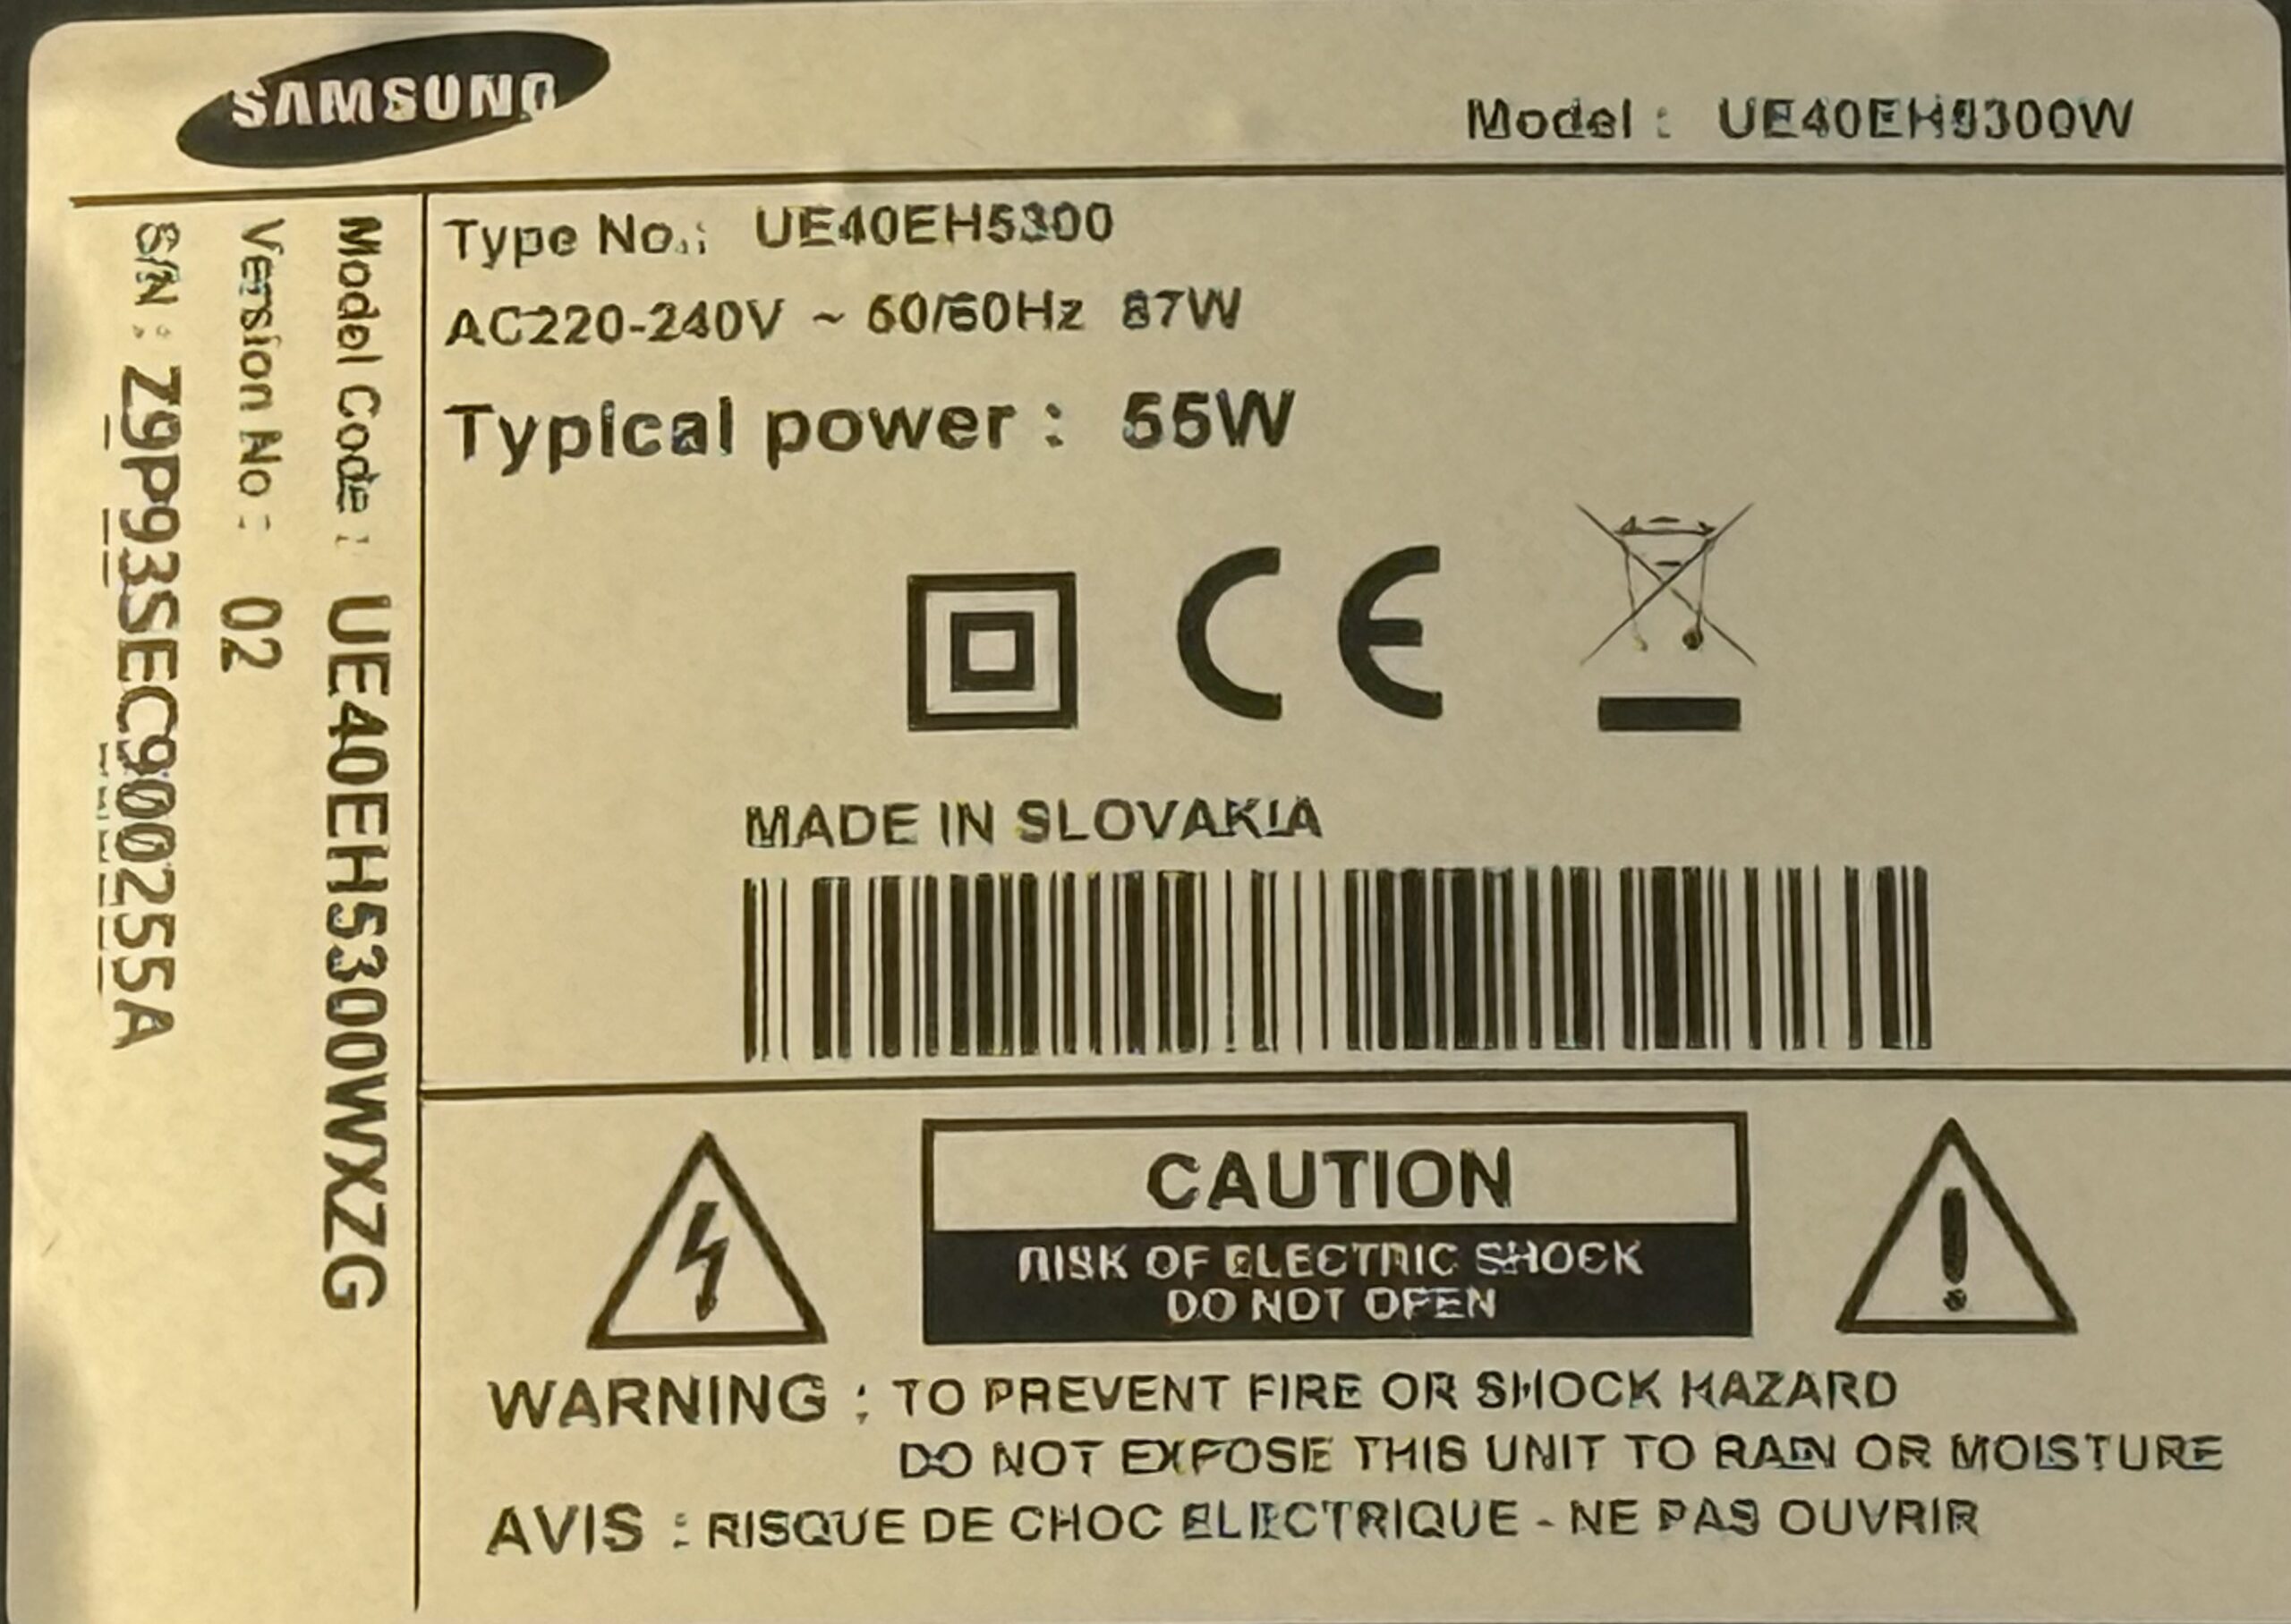 SAMSUNG
Model : UE40EH5300W
Type No.: UE40EH5300
AC220-240V ~ 50/60Hz 87W
Typical power : 55W
MADE IN SLOVAKIA
Model Code : UE40EH5300WXZG
Version No : 02
S/N : Z9P93SEC900255A
CAUTION
RISK OF ELECTRIC SHOCK
DO NOT OPEN
WARNING : TO PREVENT FIRE OR SHOCK HAZARD
DO NOT EXPOSE THIS UNIT TO RAIN OR MOISTURE
AVIS : RISQUE DE CHOC ELECTRIQUE - NE PAS OUVRIR